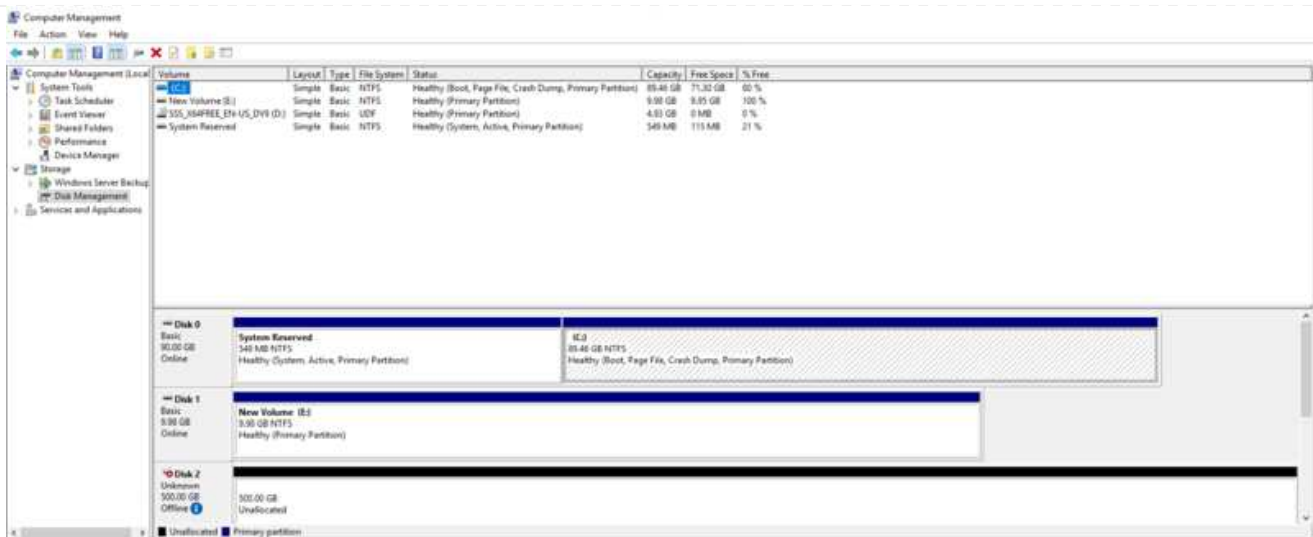 Computer Management
File Action View Help
Computer Management (Local
Volume Layout Type File System Status Capacity Free Space % Free
System Tools
Task Scheduler
Event Viewer
Shared Folders
Performance
Device Manager
Storage
Windows Server Backup
Disk Management
Services and Applications
(C:) Simple Basic NTFS Healthy (Boot, Page File, Crash Dump, Primary Partition) 89.46 GB 71.32 GB 80 %
New Volume (E:) Simple Basic NTFS Healthy (Primary Partition) 9.98 GB 9.95 GB 100 %
SSS_X64FREE_EN-US_DV9 (D:) Simple Basic UDF Healthy (Primary Partition) 4.93 GB 0 MB 0 %
System Reserved Simple Basic NTFS Healthy (System, Active, Primary Partition) 549 MB 115 MB 21 %
Disk 0
Basic
90.00 GB
Online
System Reserved
549 MB NTFS
Healthy (System, Active, Primary Partition)
(C:)
89.46 GB NTFS
Healthy (Boot, Page File, Crash Dump, Primary Partition)
Disk 1
Basic
9.98 GB
Online
New Volume (E:)
9.98 GB NTFS
Healthy (Primary Partition)
Disk 2
Unknown
500.00 GB
Offline
500.00 GB
Unallocated
Unallocated Primary partition